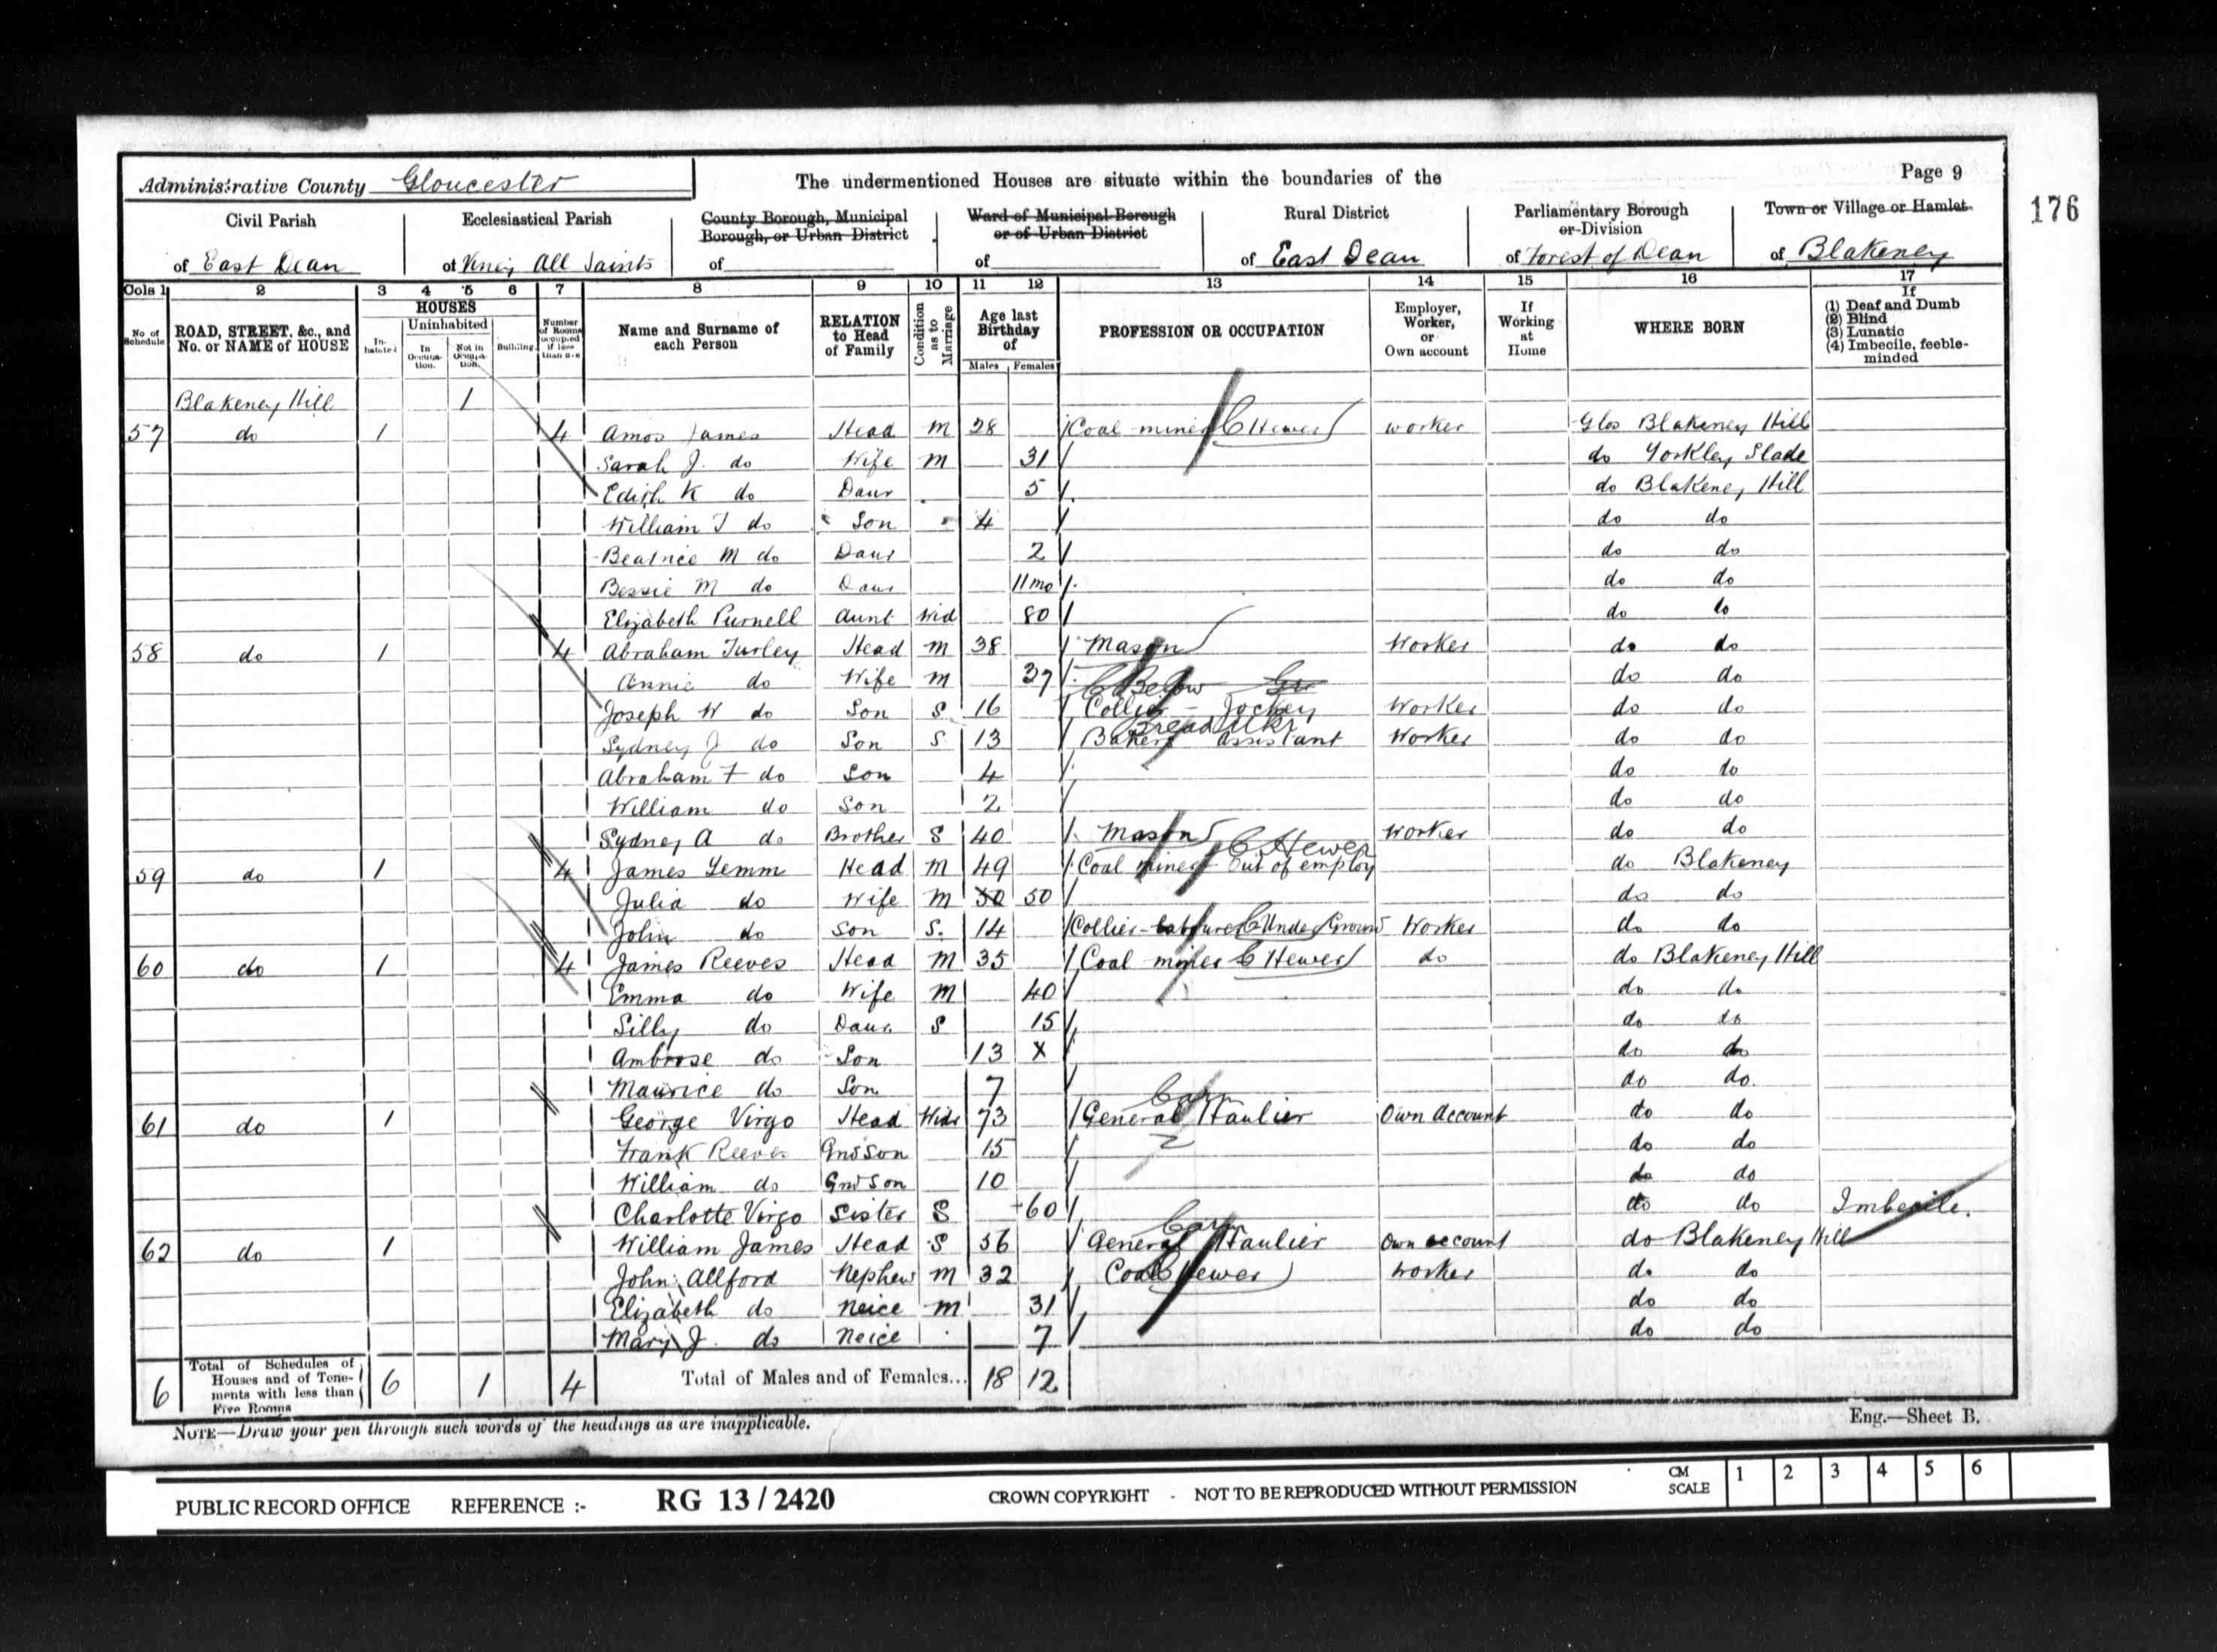 Administrative County Gloucester
The undermentioned Houses are situate within the boundaries of the
Page 9
176
Civil Parish
of East Dean
Ecclesiastical Parish
of All Saints
County Borough, Municipal
Borough, or Urban District
of
Ward of Municipal Borough
or of Urban District
of
Rural District
of East Dean
Parliamentary Borough
or Division
of Forest of Dean
Town or Village or Hamlet
of Blakeney
Cols 1 2 3 4 5 6 7 8 9 10 11 12 13 14 15 16 17
No of Schedule
ROAD, STREET, &c., and No. or NAME of HOUSE
HOUSES
Inhabited
Uninhabited
In Occupation.
Not in Occupation.
Building
Number of Rooms occupied if less than five
Name and Surname of each Person
RELATION to Head of Family
Condition as to Marriage
Age last Birthday of
Males Females
PROFESSION OR OCCUPATION
Employer, Worker, or Own account
If Working at Home
WHERE BORN
If
(1) Deaf and Dumb
(2) Blind
(3) Lunatic
(4) Imbecile, feeble-minded
Blakeney Hill 1
57 do 1 4 Amos James Head M 28 Coal miner C Hewer worker Glos Blakeney Hill
Sarah J. do Wife M 31 do Yorkley Slade
Edith K do Daur 5 do Blakeney Hill
William J do Son 4 do do
Beatrice M do Daur 2 do do
Bessie M do Daur 11mo do do
Elizabeth Purnell Aunt Wid 80 do do
58 do 1 4 Abraham Turley Head M 38 Mason Worker do do
Annie do Wife M 37 do do
C Below
Joseph W do Son S 16 Collier - Jockey Worker do do
Bread Mkr
Sydney J do Son S 13 Bakers assistant Worker do do
Abraham F do Son 4 do do
William do Son 2 do do
Sydney A do Brother S 40 Mason Worker do do
C Hewer
59 do 1 4 James Lemm Head M 49 Coal miner Out of employ do Blakeney
Julia do Wife M 50 50 do do
John do Son S. 14 Collier - labourer C Under Ground Worker do do
60 do 1 4 James Reeves Head M 35 Coal miner C Hewer do do Blakeney Hill
Emma do Wife M 40 do do
Lilly do Daur S 15 do do
Ambrose do Son 13 X do do
Maurice do Son 7 do do
61 do 1 George Virgo Head Widr 73 General Haulier Own Account do do
Frank Reeves GndSon 15 do do
William do GndSon 10 do do
Charlotte Virgo Sister S 60 do do Imbecile.
62 do 1 William James Head S 56 General Haulier Own account do Blakeney Hill
John Allford Nephew M 32 Coal Hewer Worker do do
Elizabeth do Neice M 31 do do
Mary J. do Neice 7 do do
6 Total of Schedules of Houses and of Tenements with less than Five Rooms 6 1 4 Total of Males and of Females... 18 12
NOTE—Draw your pen through such words of the headings as are inapplicable.
Eng.—Sheet B.
PUBLIC RECORD OFFICE REFERENCE :- RG 13/2420 CROWN COPYRIGHT - NOT TO BE REPRODUCED WITHOUT PERMISSION CM SCALE 1 2 3 4 5 6